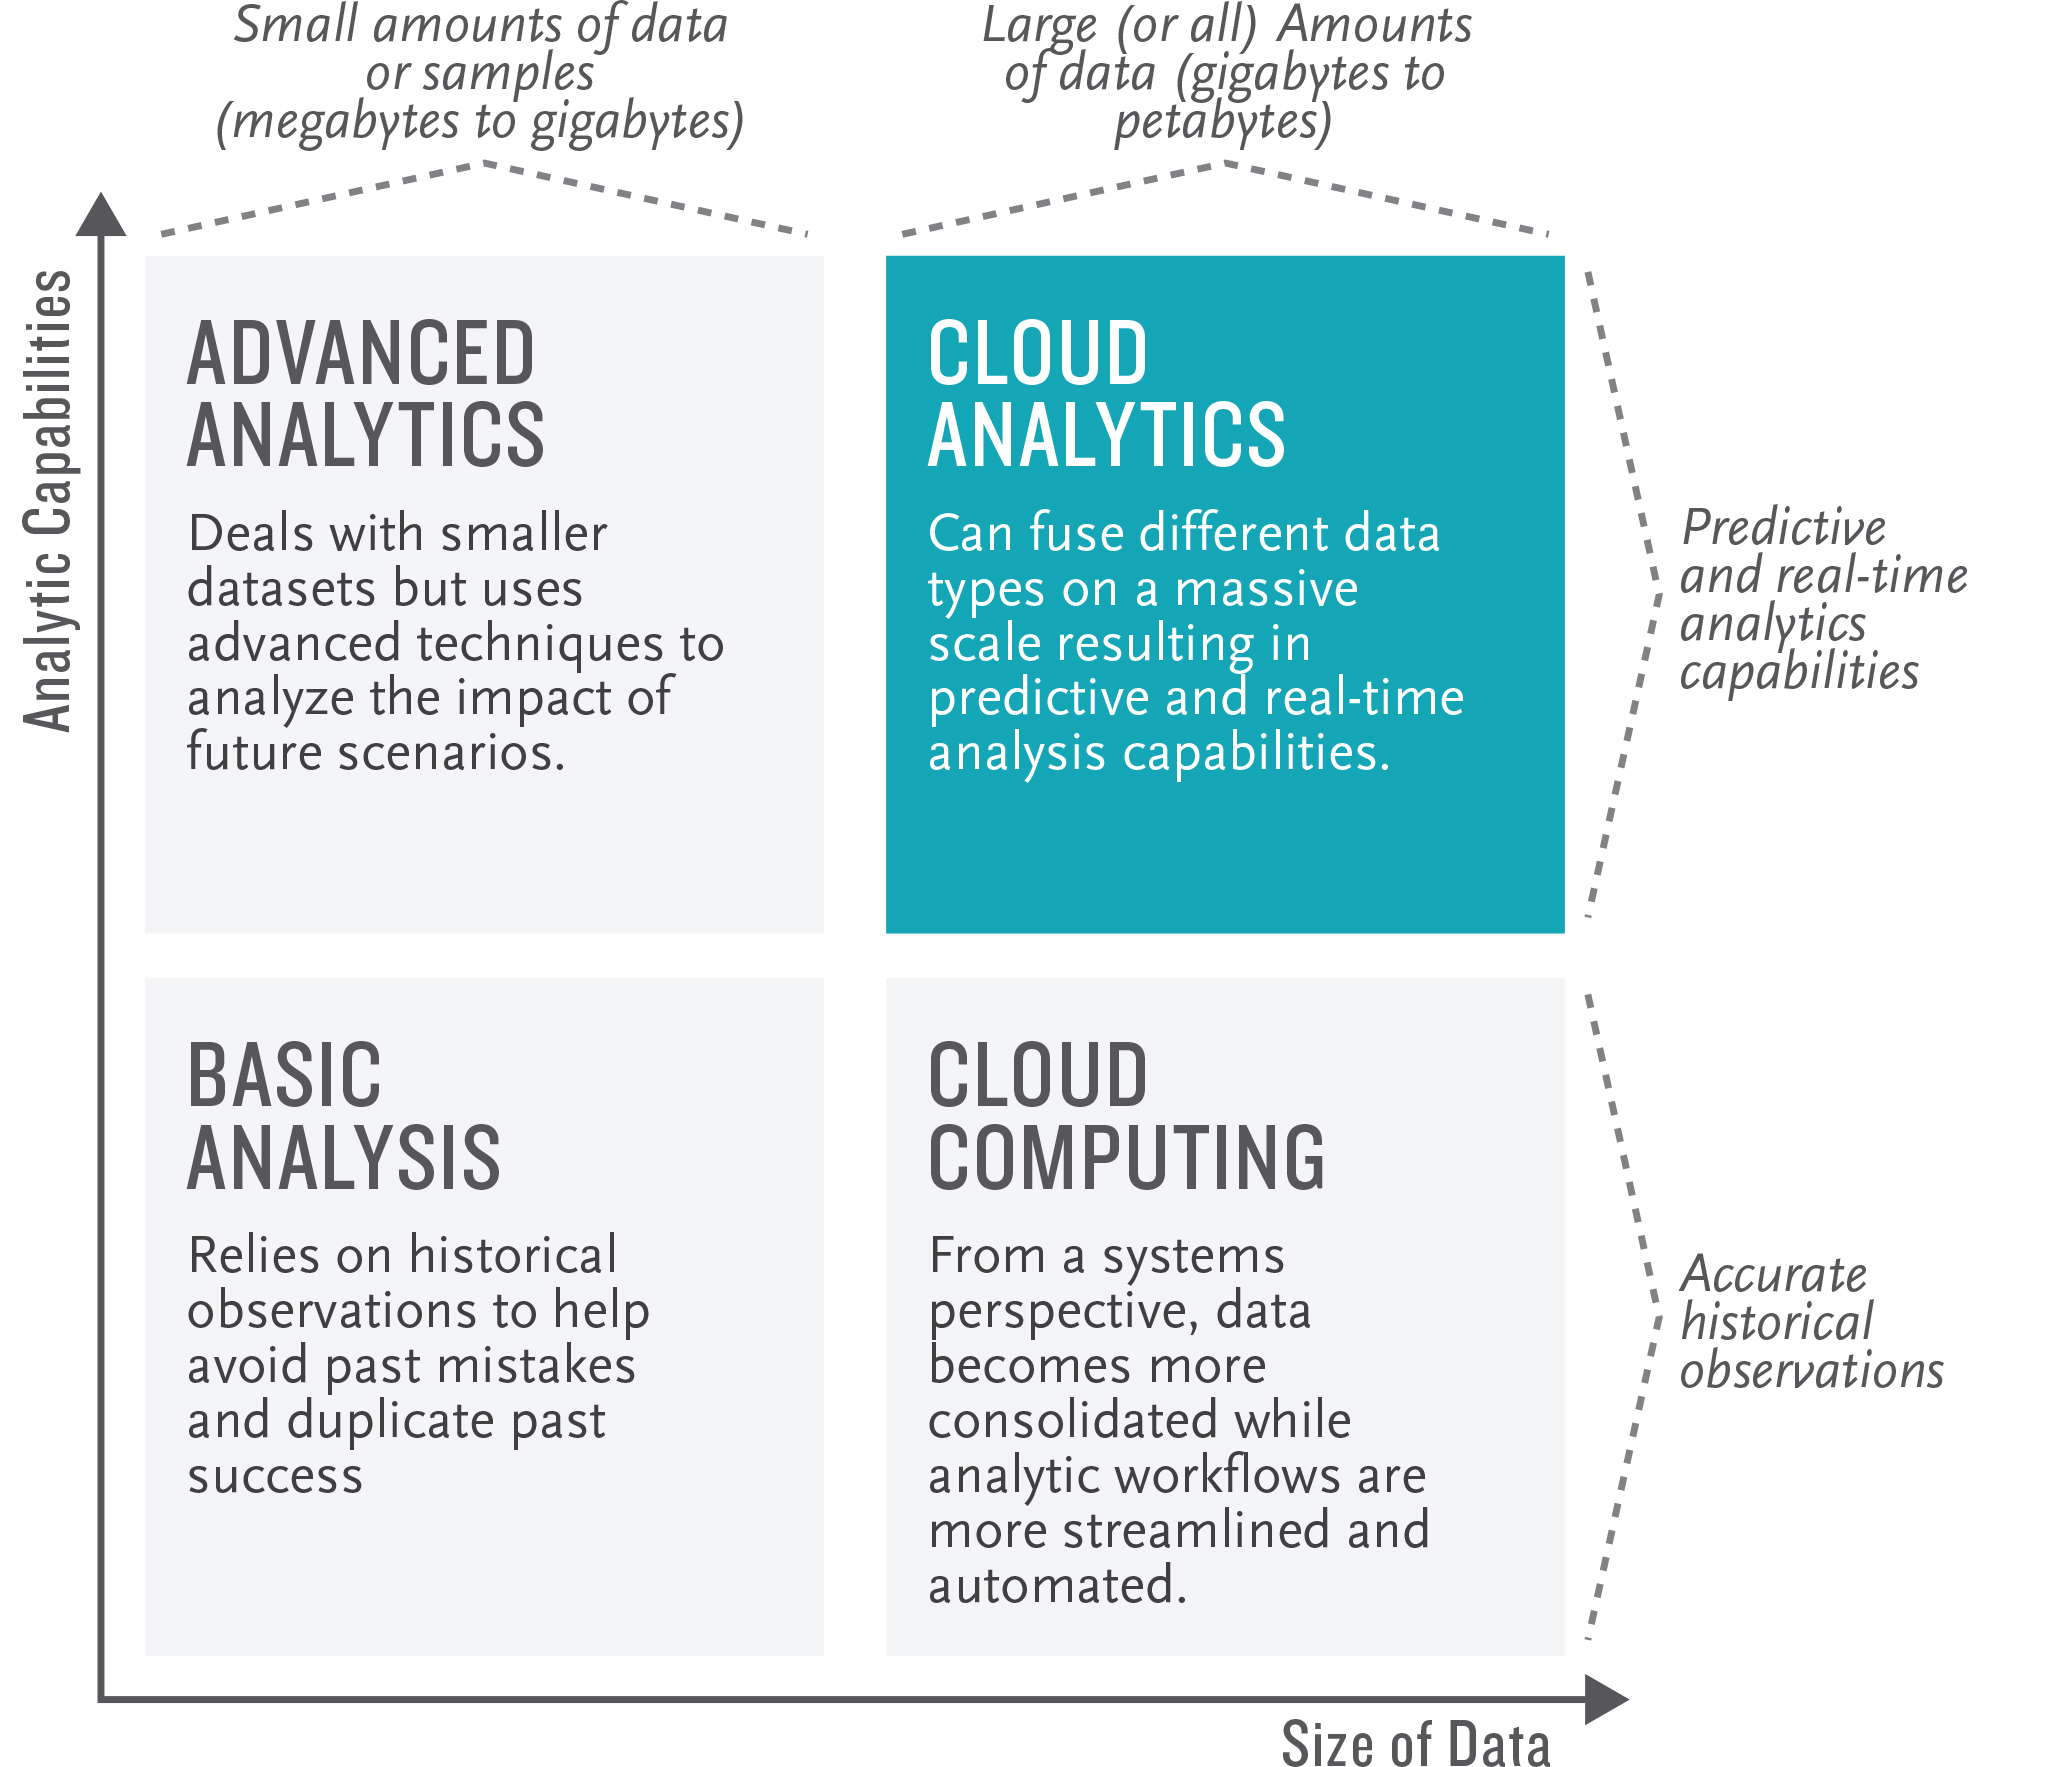 Small amounts of data
or samples
(megabytes to gigabytes)
Large (or all) Amounts
of data (gigabytes to
petabytes)
Analytic Capabilities
ADVANCED
ANALYTICS
Deals with smaller
datasets but uses
advanced techniques to
analyze the impact of
future scenarios.
CLOUD
ANALYTICS
Can fuse different data
types on a massive
scale resulting in
predictive and real-time
analysis capabilities.
Predictive
and real-time
analytics
capabilities
BASIC
ANALYSIS
Relies on historical
observations to help
avoid past mistakes
and duplicate past
success
CLOUD
COMPUTING
From a systems
perspective, data
becomes more
consolidated while
analytic workflows are
more streamlined and
automated.
Accurate
historical
observations
Size of Data